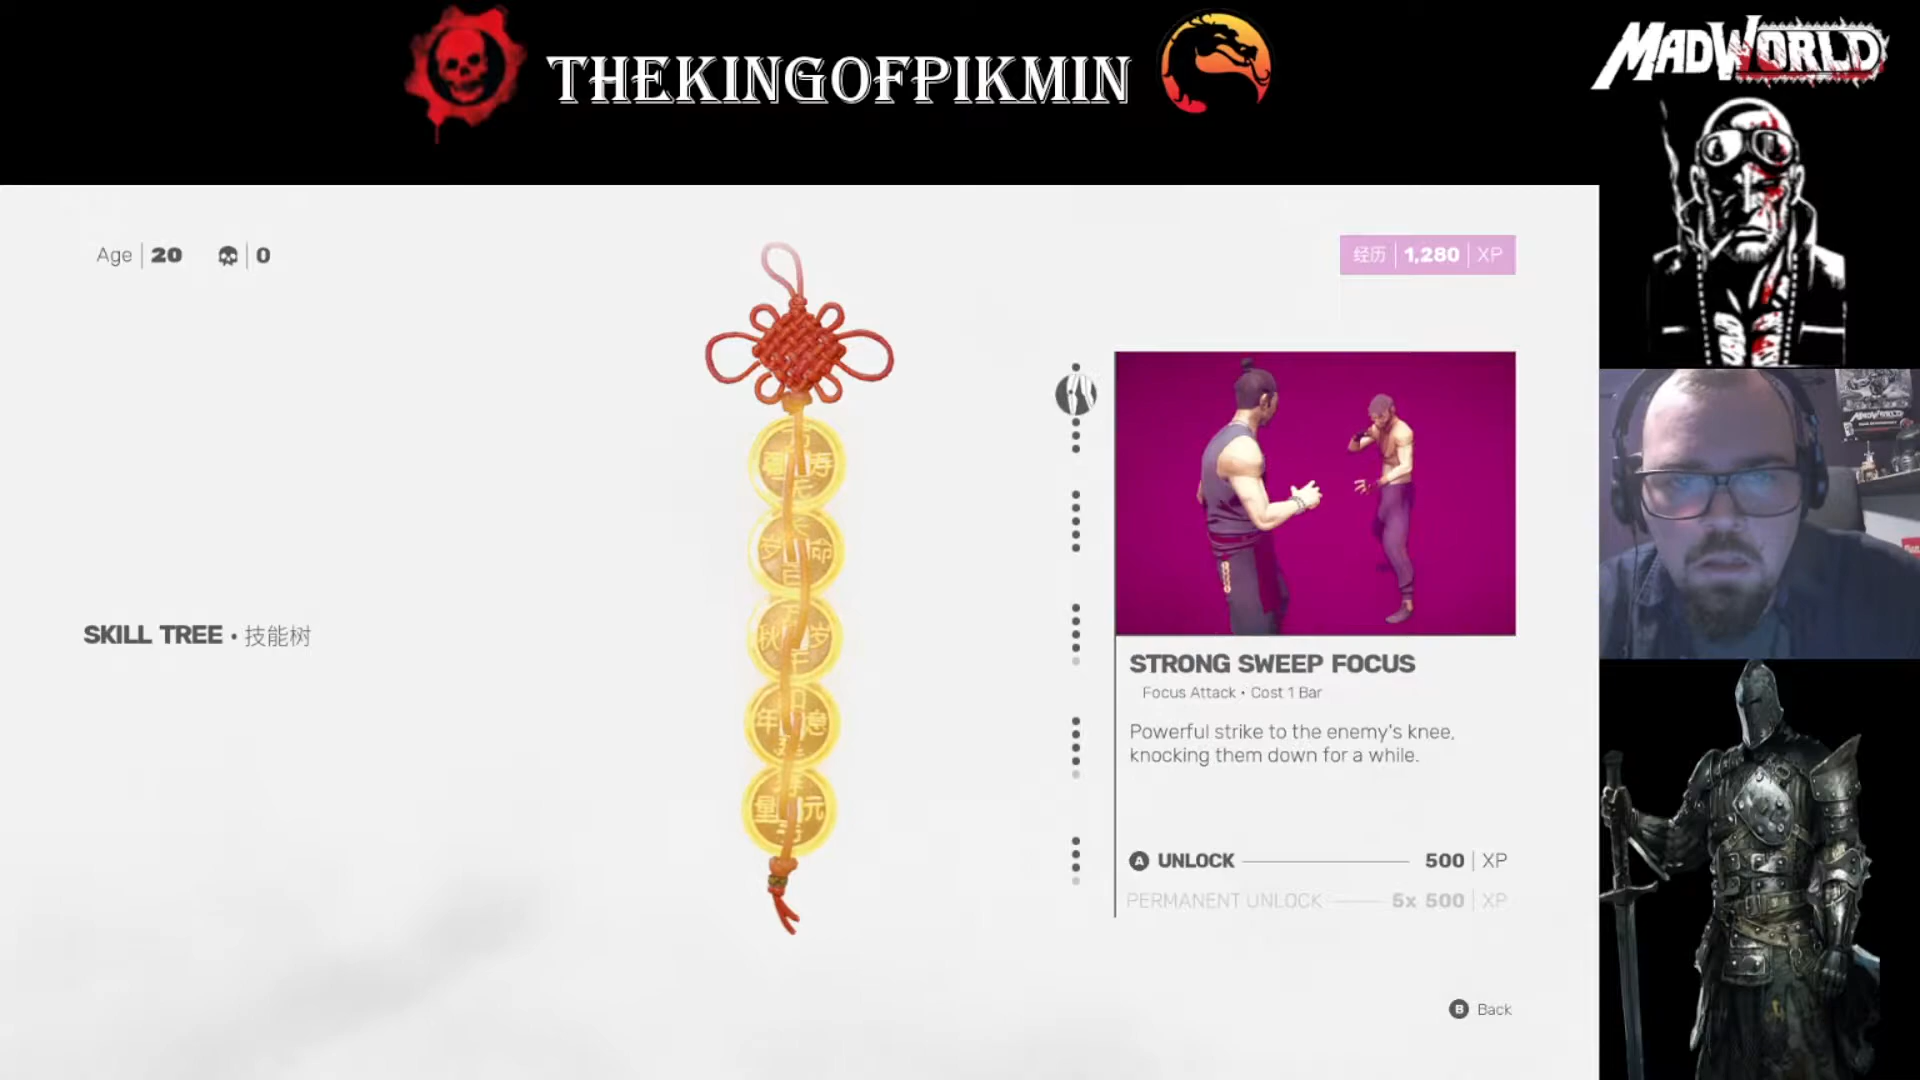 THEKINGOFPIKMIN
MADWORLD
Age 20 0
经历 1,280 XP
SKILL TREE • 技能树
STRONG SWEEP FOCUS
Focus Attack • Cost 1 Bar
Powerful strike to the enemy's knee,
knocking them down for a while.
A UNLOCK 500 XP
PERMANENT UNLOCK 5x 500 XP
B Back